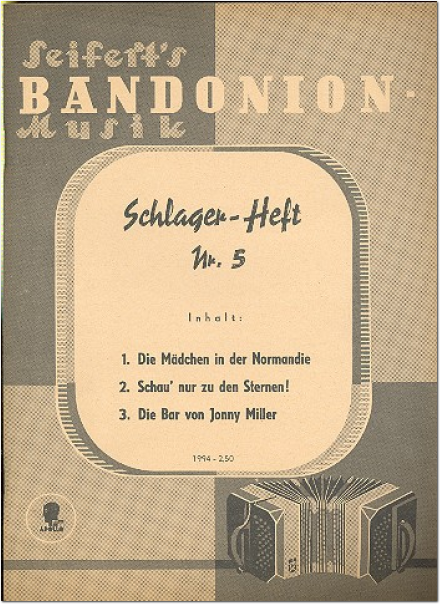 Seifert's
BANDONION-
Musik
Schlager-Heft
Nr. 5
Inhalt:
1. Die Mädchen in der Normandie
2. Schau' nur zu den Sternen!
3. Die Bar von Jonny Miller
1994 - 2,50
APOLLO